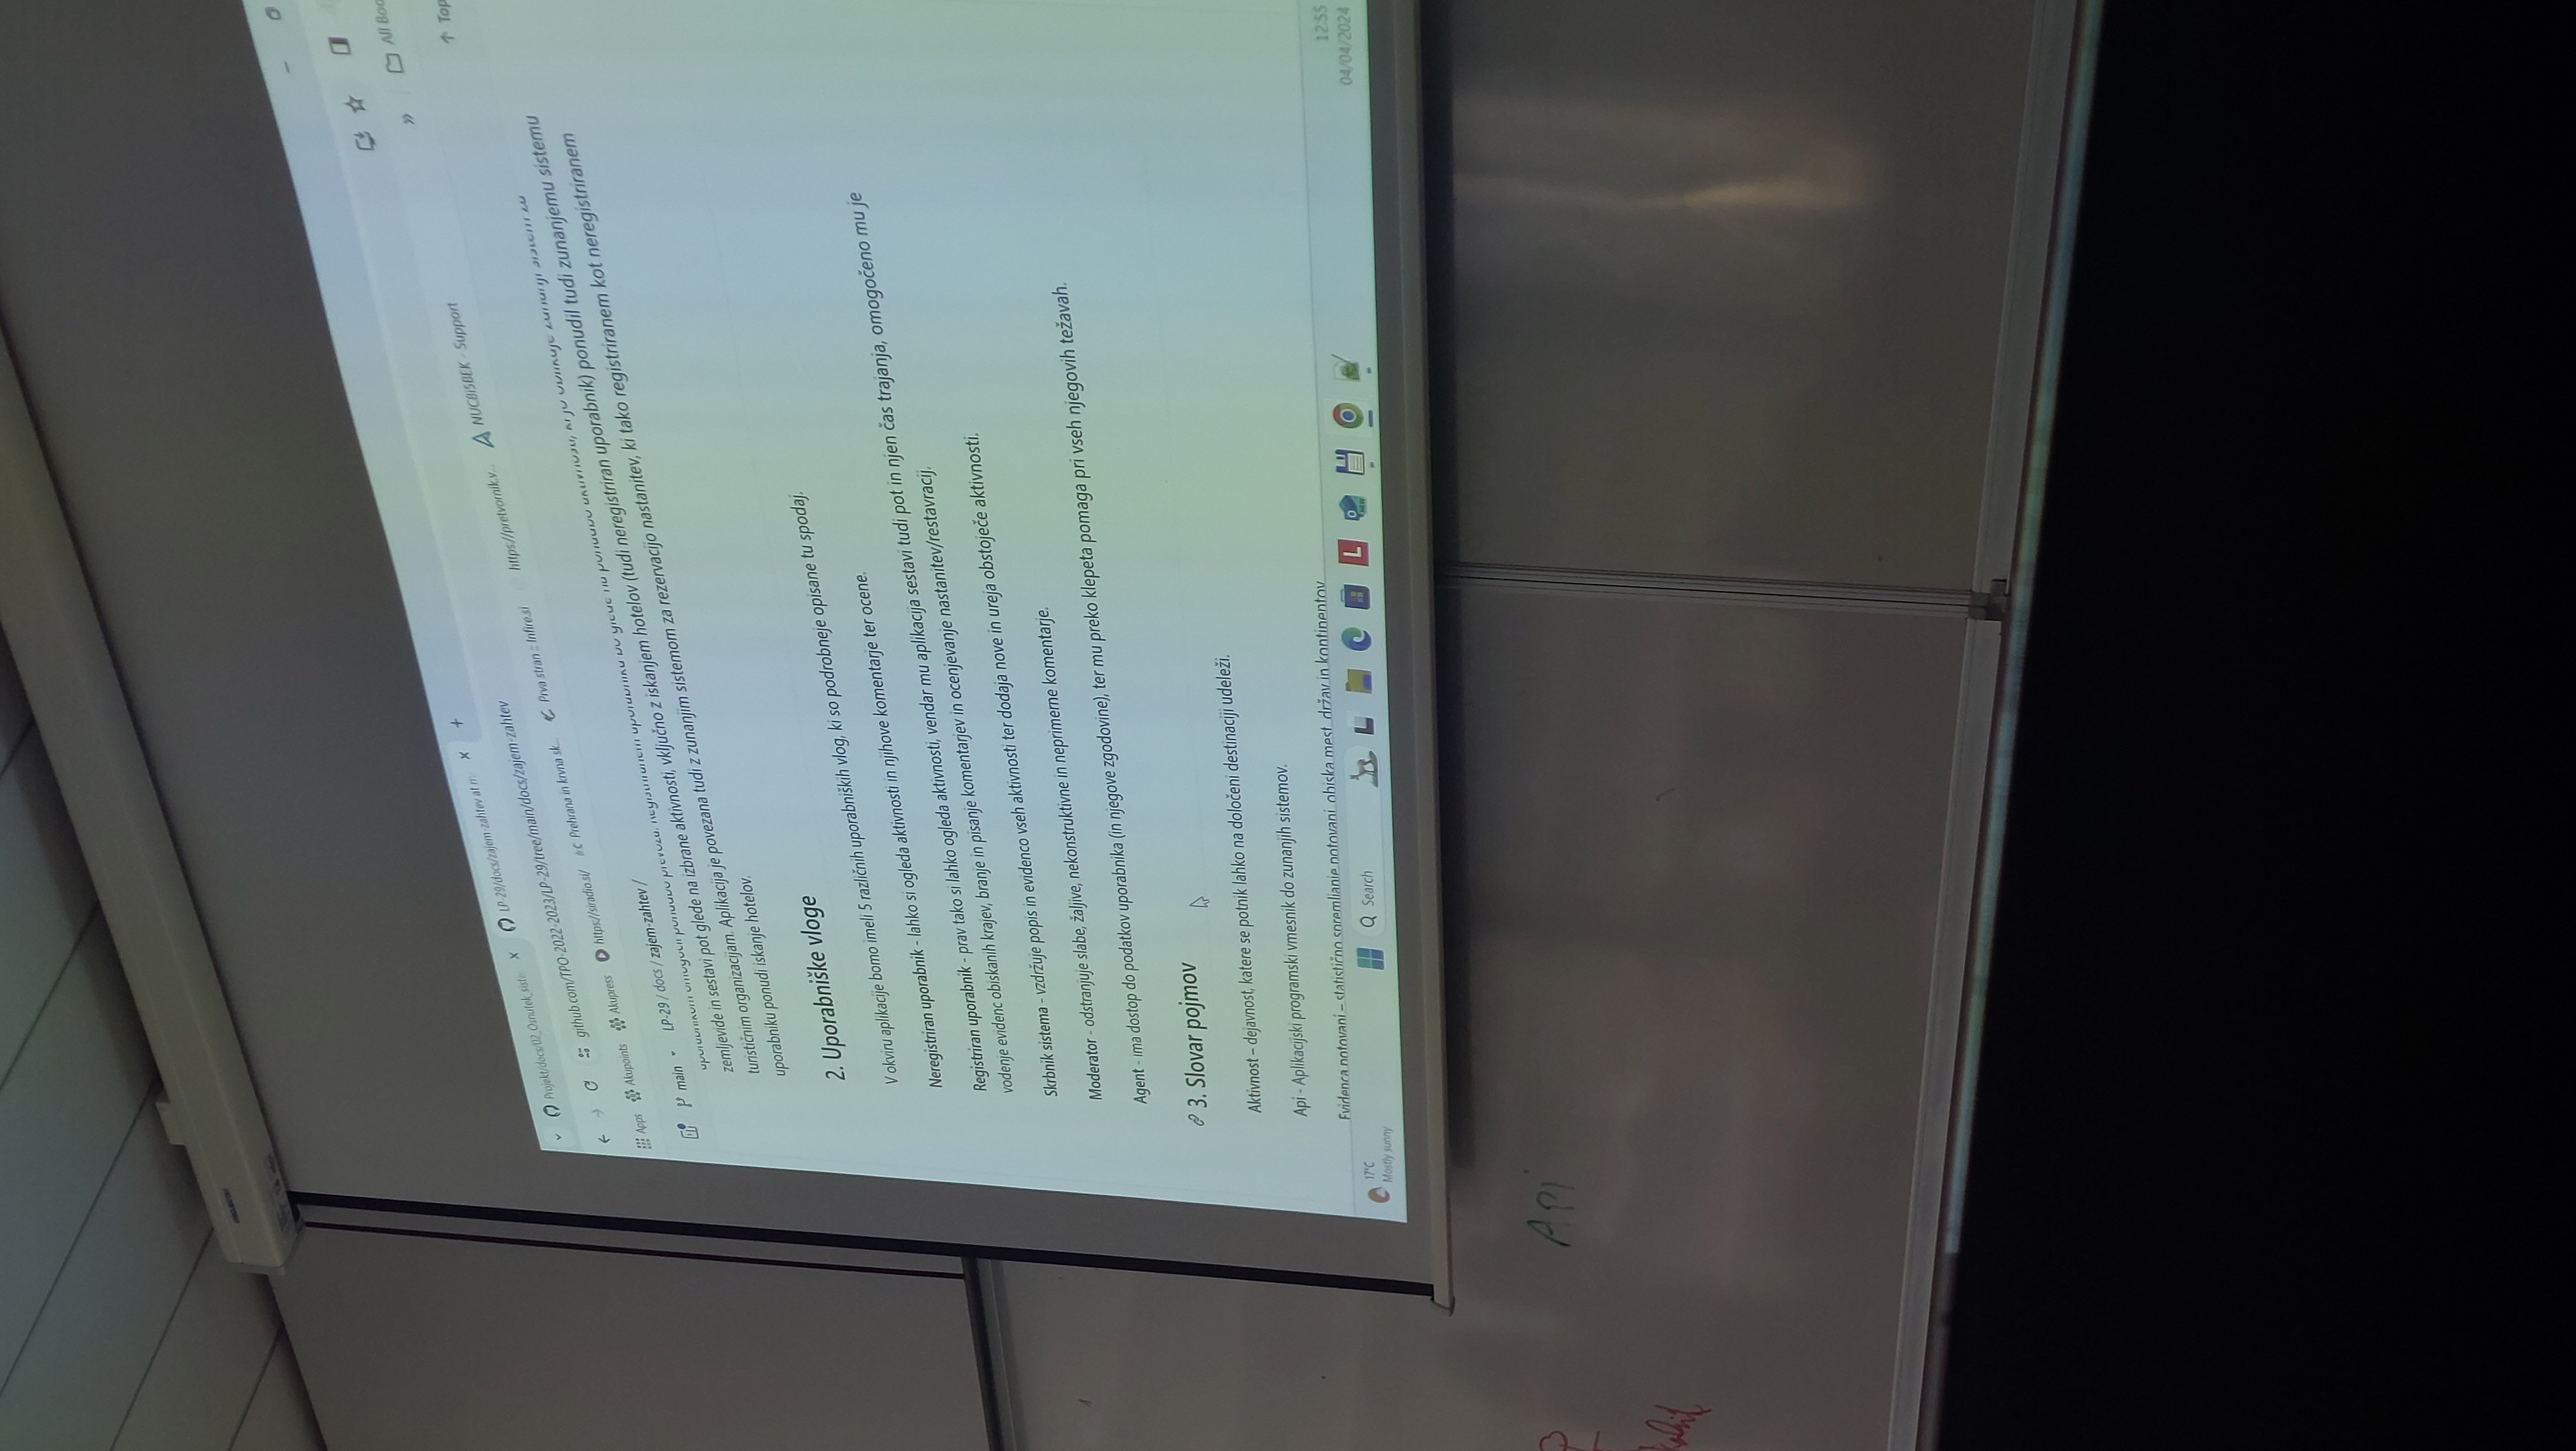 Projekt/docs/02_Osnutek_siste
LP-29/docs/zajem-zahtev at m
github.com/TPO-2022-2023/LP-29/tree/main/docs/zajem-zahtev
Apps
Akupoints
Akupress
https://siradio.si/
Prehrana in krvna sk...
Prva stran :: Infire.si
https://pretvornik.v...
NUC8i5BEK - Support
All Boo
main
LP-29 / docs / zajem-zahtev /
Top
zemljevide in sestavi pot glede na izbrane aktivnosti, vključno z iskanjem hotelov (tudi neregistriran uporabnik) ponudil tudi zunanjemu sistemu
turističnim organizacijam. Aplikacija je povezana tudi z zunanjim sistemom za rezervacijo nastanitev, ki tako registriranem kot neregistriranem
uporabniku ponudi iskanje hotelov.
2. Uporabniške vloge
V okviru aplikacije bomo imeli 5 različnih uporabniških vlog, ki so podrobneje opisane tu spodaj.
Neregistriran uporabnik - lahko si ogleda aktivnosti in njihove komentarje ter ocene.
Registriran uporabnik - prav tako si lahko ogleda aktivnosti, vendar mu aplikacija sestavi tudi pot in njen čas trajanja, omogočeno mu je
vodenje evidenc obiskanih krajev, branje in pisanje komentarjev in ocenjevanje nastanitev/restavracij.
Skrbnik sistema - vzdržuje popis in evidenco vseh aktivnosti ter dodaja nove in ureja obstoječe aktivnosti.
Moderator - odstranjuje slabe, žaljive, nekonstruktivne in neprimerne komentarje.
Agent - ima dostop do podatkov uporabnika (in njegove zgodovine), ter mu preko klepeta pomaga pri vseh njegovih težavah.
3. Slovar pojmov
Aktivnost – dejavnost, katere se potnik lahko na določeni destinaciji udeleži.
Api - Aplikacijski programski vmesnik do zunanjih sistemov.
Evidenca potovanj – statistično spremljanje potovanj, obiska mest, držav in kontinentov
17°C
Mostly sunny
Search
12:55
04/04/2024
Api